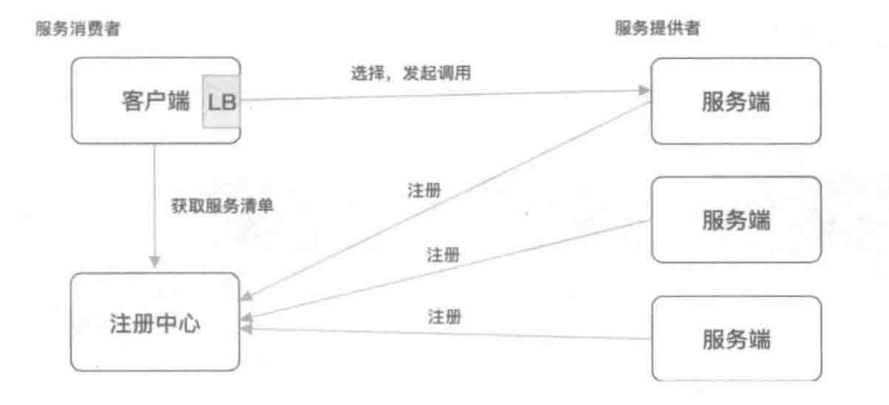 服务消费者
服务提供者
客户端 LB
选择，发起调用
服务端
获取服务清单
注册
服务端
注册
注册中心
注册
服务端